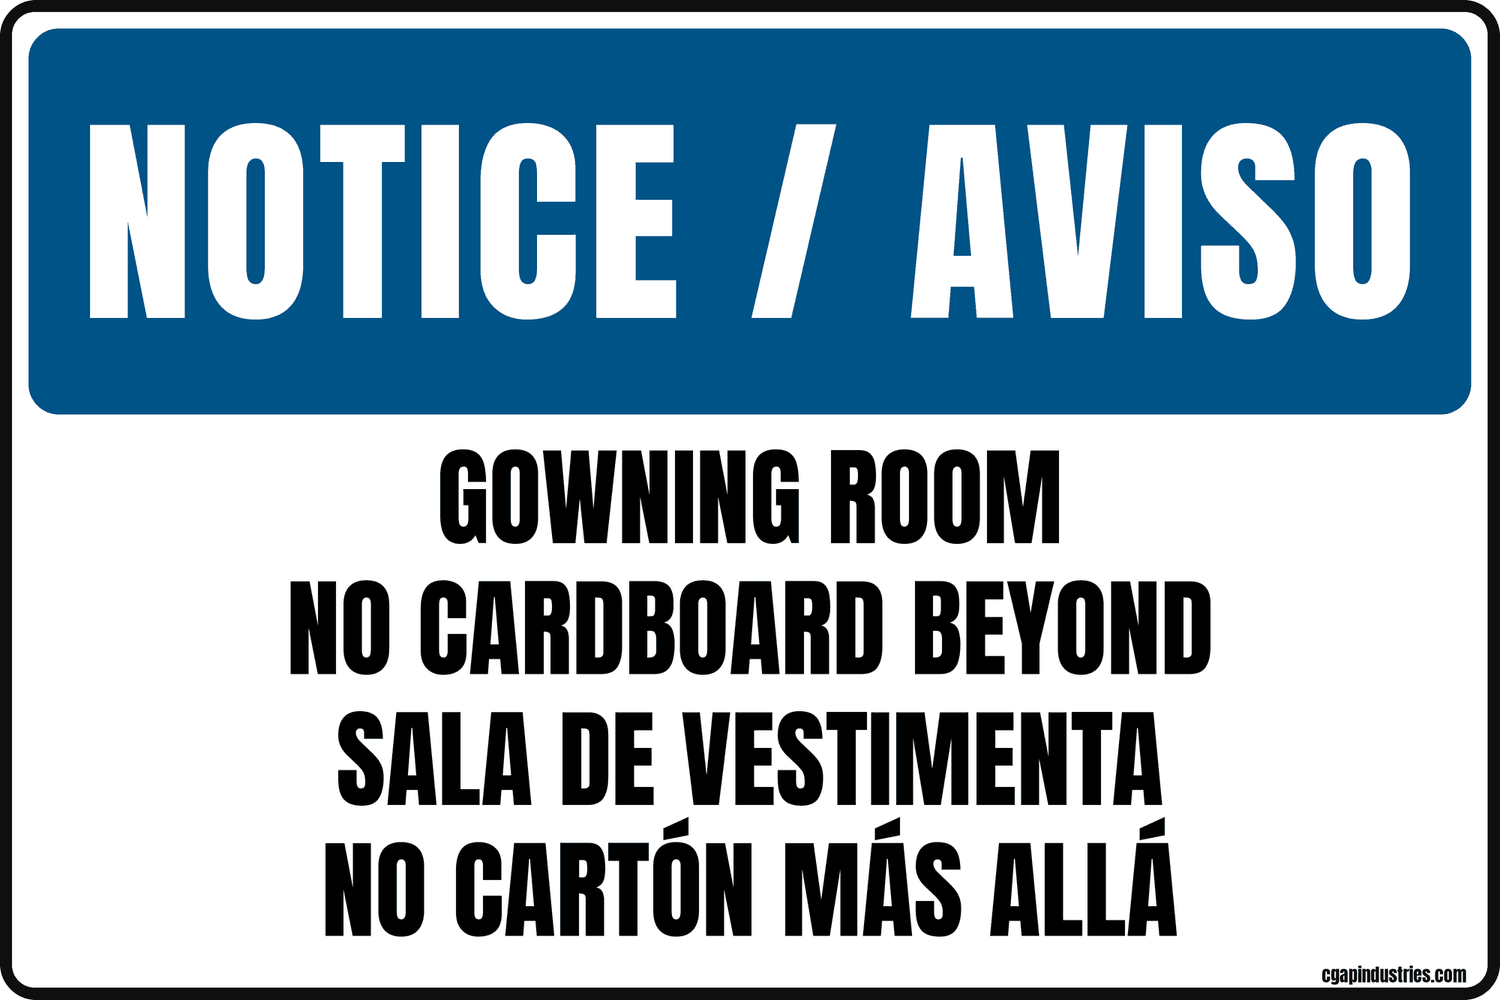 NOTICE / AVISO
GOWNING ROOM
NO CARDBOARD BEYOND
SALA DE VESTIMENTA
NO CARTÓN MÁS ALLÁ
cgapindustries.com